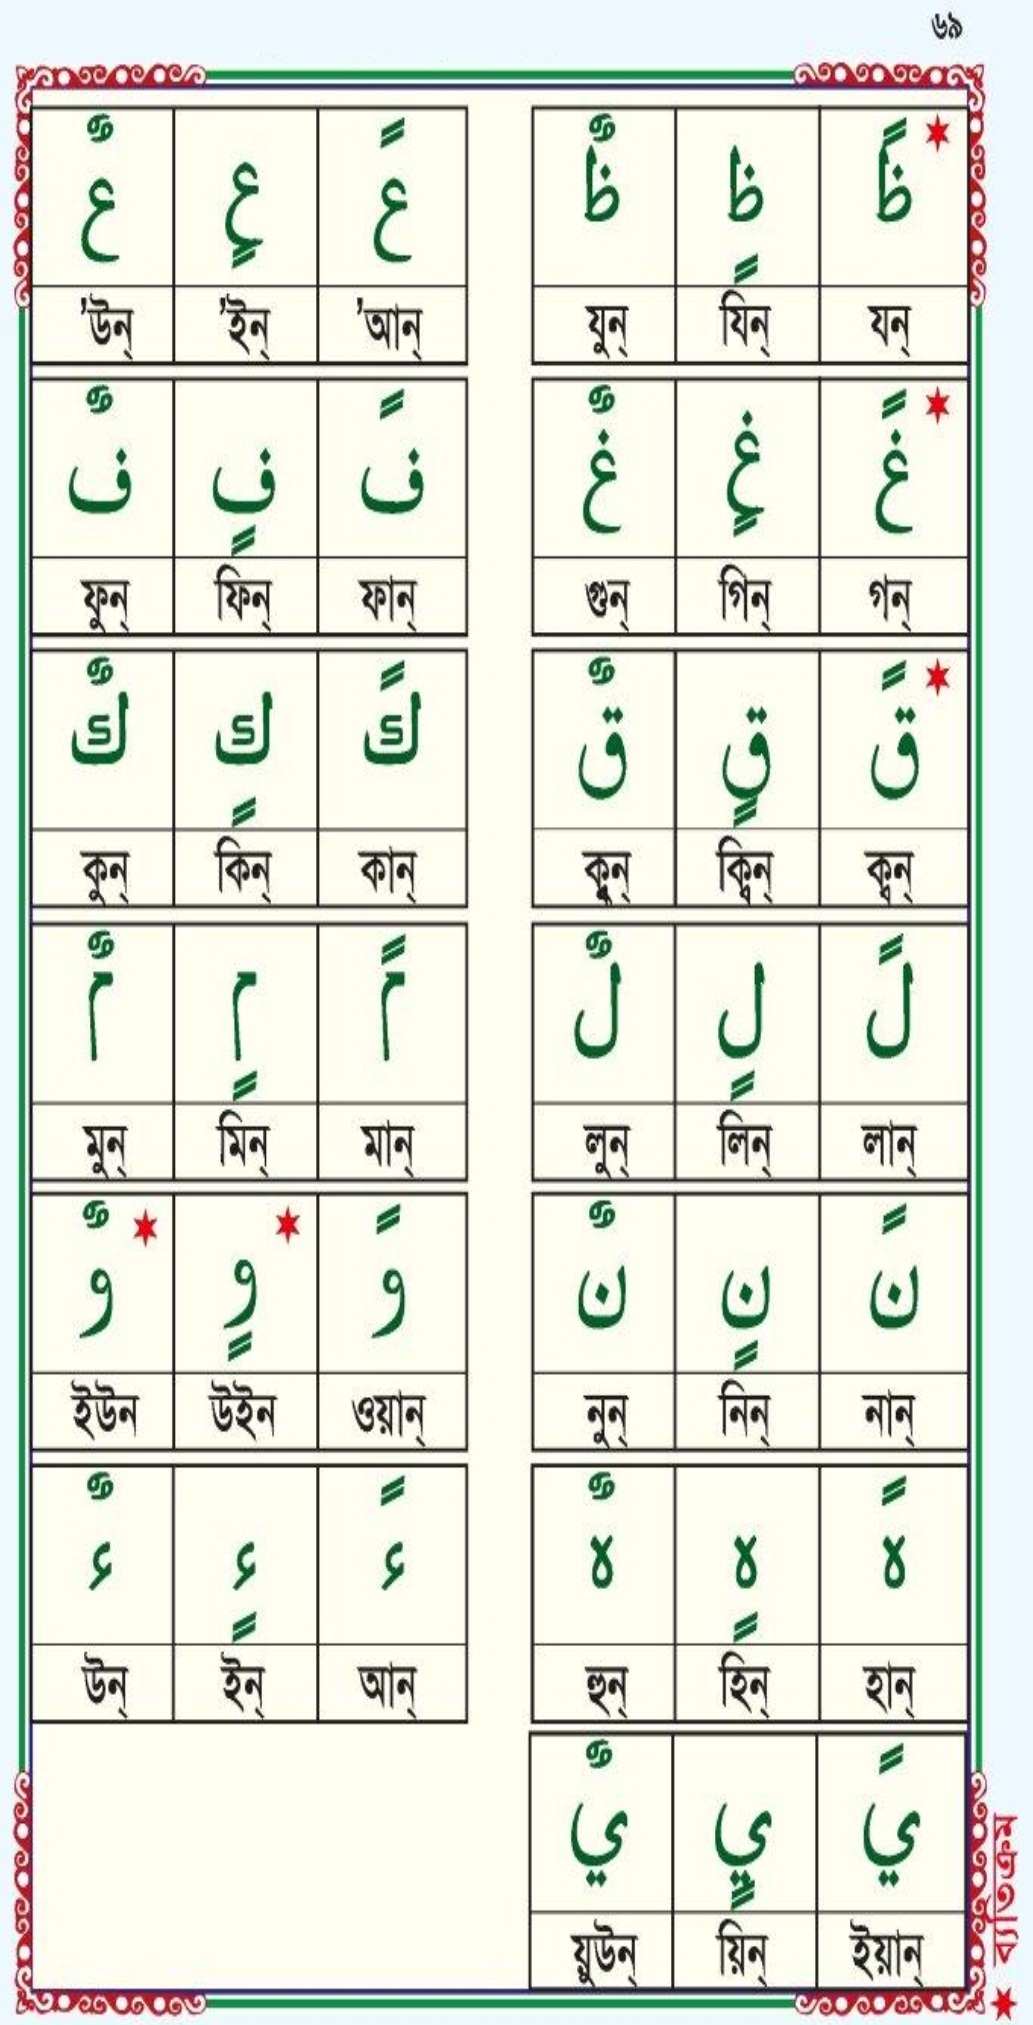 ৬৯
ظً ظٍ ظٌ
যন্ যিন্ যুন্
عً عٍ عٌ
'আন্ 'ইন্ 'উন্
غً غٍ غٌ
গন্ গিন্ গুন্
فً فٍ فٌ
ফান্ ফিন্ ফুন্
قً قٍ قٌ
ক্বন্ ক্বিন্ ক্বুন্
كً كٍ كٌ
কান্ কিন্ কুন্
لً لٍ لٌ
লান্ লিন্ লুন্
مً مٍ مٌ
মান্ মিন্ মুন্
نً نٍ نٌ
নান্ নিন্ নুন্
وً وٍ وٌ
ওয়ান্ উইন ইউন
هً هٍ هٌ
হান্ হিন্ হুন্
ءً ءٍ ءٌ
আন্ ইন্ উন্
يً يٍ يٌ
ইয়ান্ য়িন্ য়ুউন্
ব্যতিক্রম